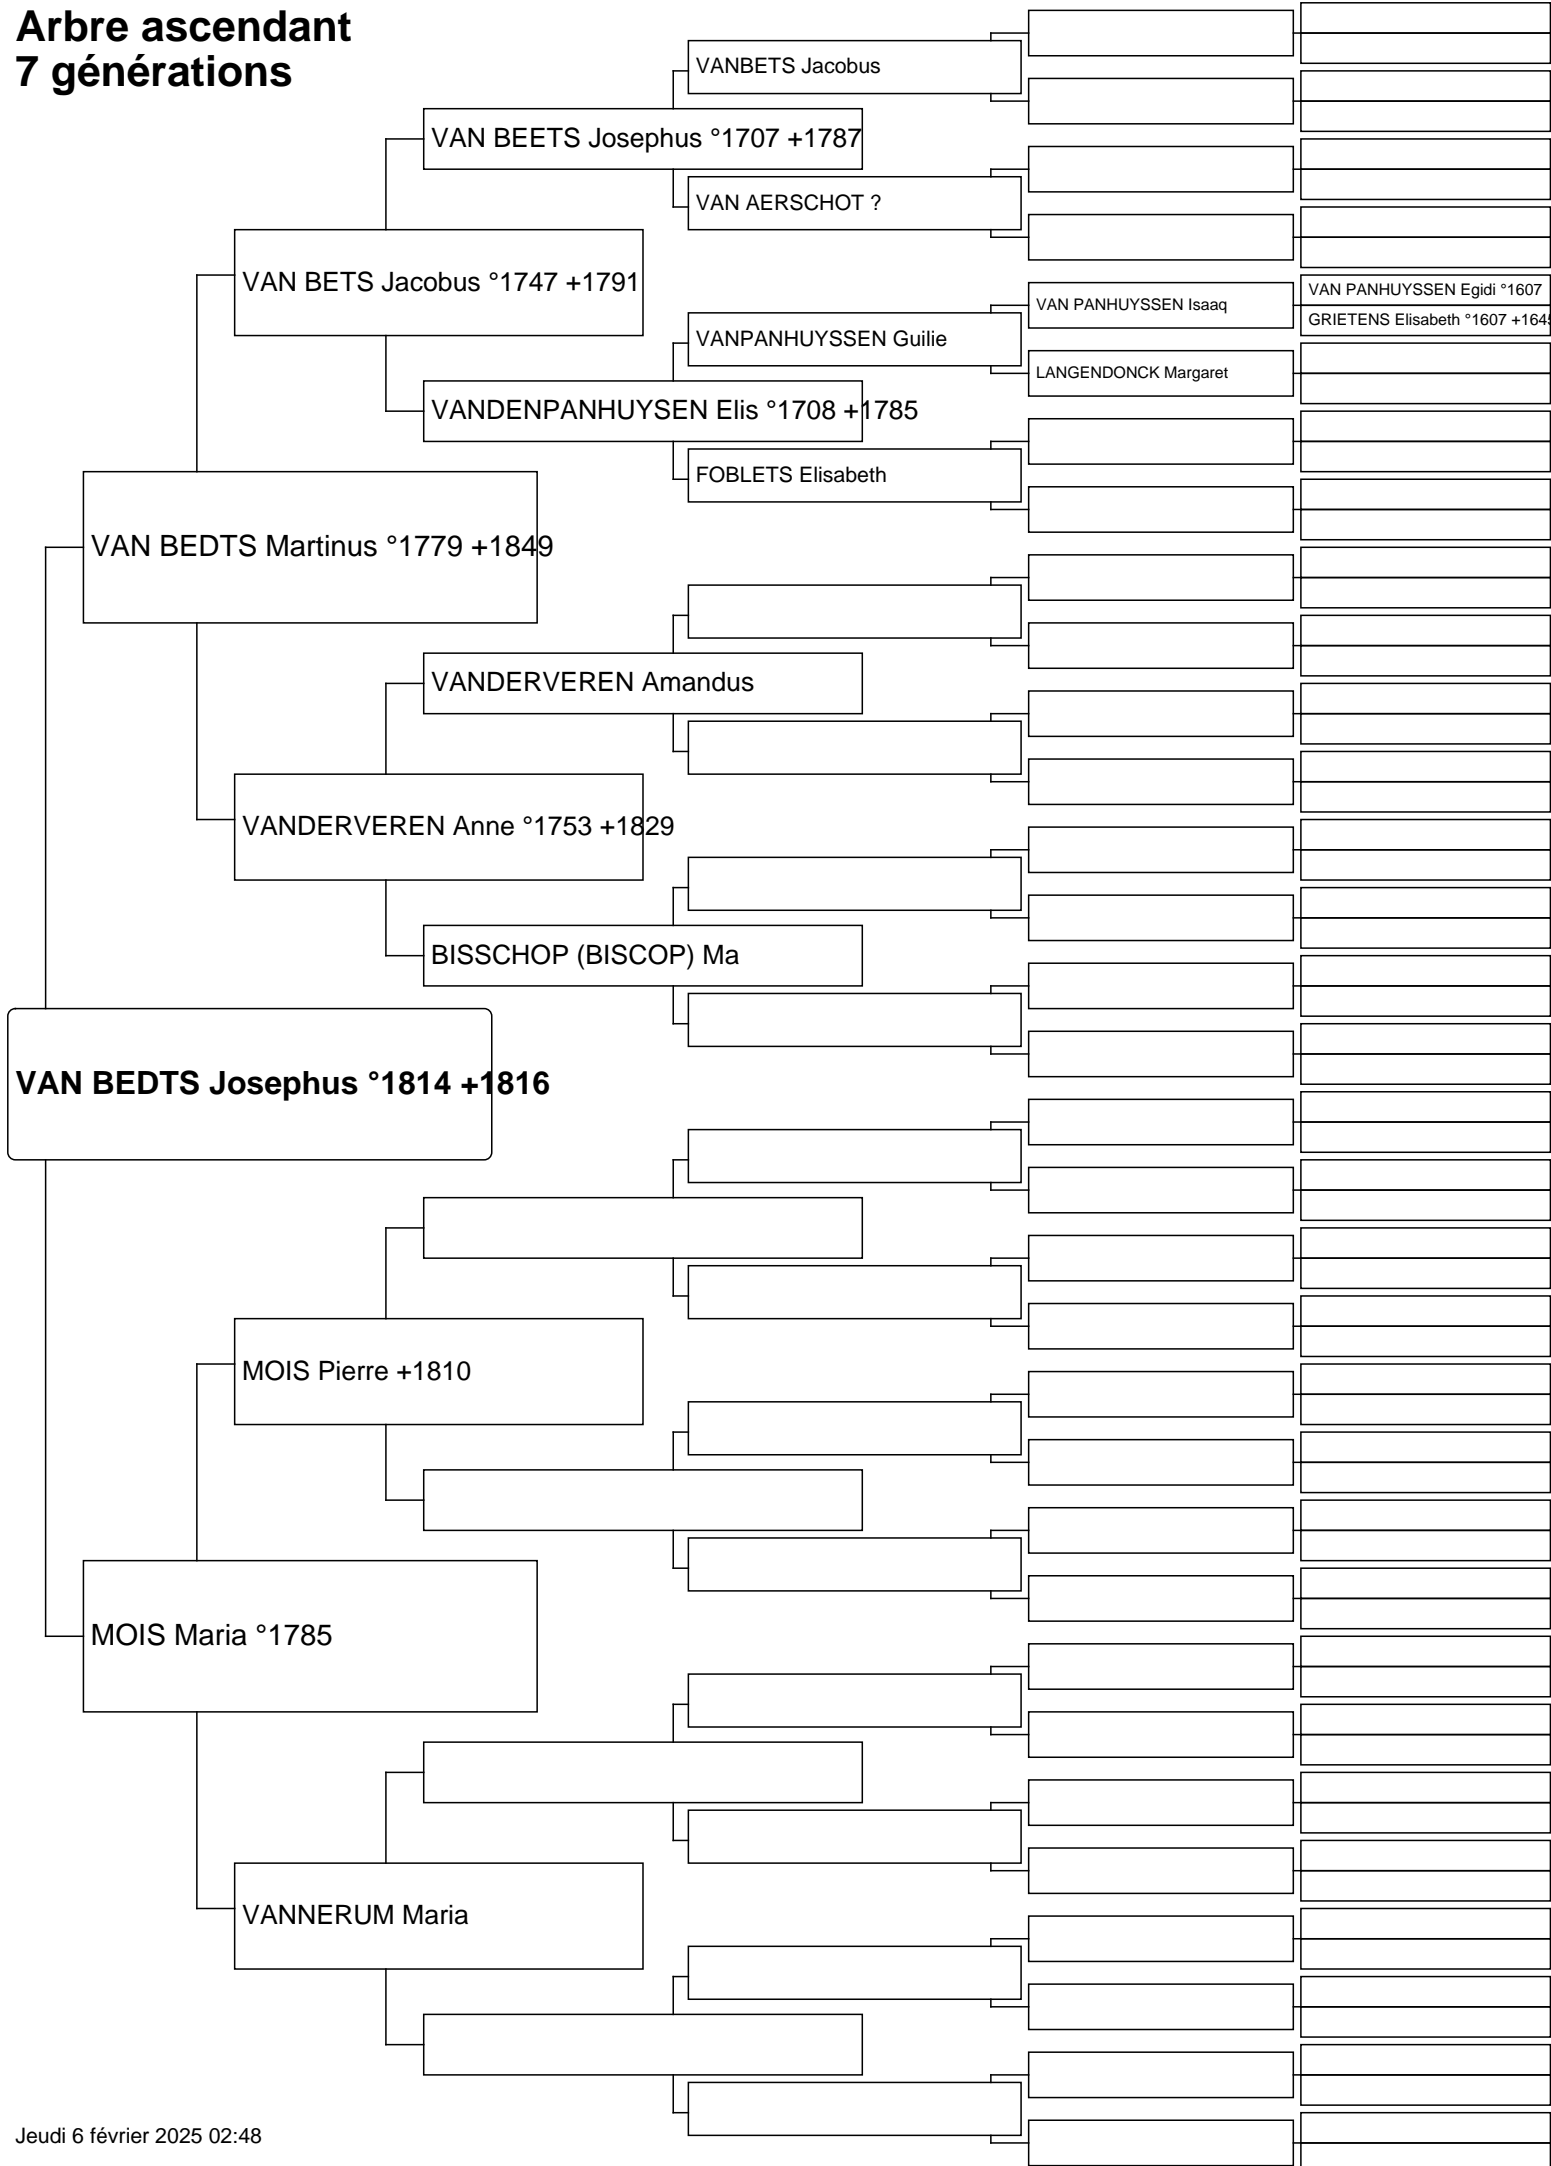 Arbre ascendant
7 générations
VANBETS Jacobus
VAN BEETS Josephus °1707 +1787
VAN AERSCHOT ?
VAN BETS Jacobus °1747 +1791
VAN PANHUYSSEN Egidi °1607
VAN PANHUYSSEN Isaaq
GRIETENS Elisabeth °1607 +1645
VANPANHUYSSEN Guilie
LANGENDONCK Margaret
VANDENPANHUYSEN Elis °1708 +1785
FOBLETS Elisabeth
VAN BEDTS Martinus °1779 +1849
VANDERVEREN Amandus
VANDERVEREN Anne °1753 +1829
BISSCHOP (BISCOP) Ma
VAN BEDTS Josephus °1814 +1816
MOIS Pierre +1810
MOIS Maria °1785
VANNERUM Maria
Jeudi 6 février 2025 02:48